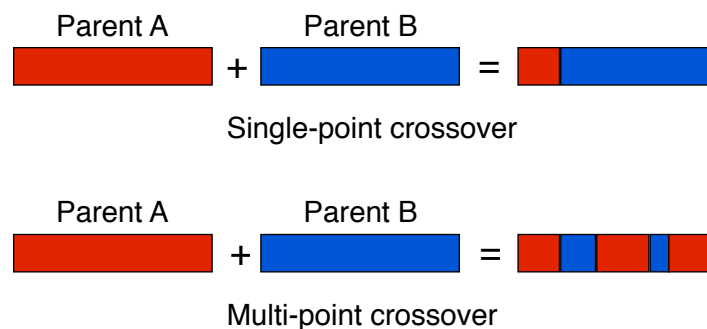 Parent A Parent B
+ =
Single-point crossover
Parent A Parent B
+ =
Multi-point crossover